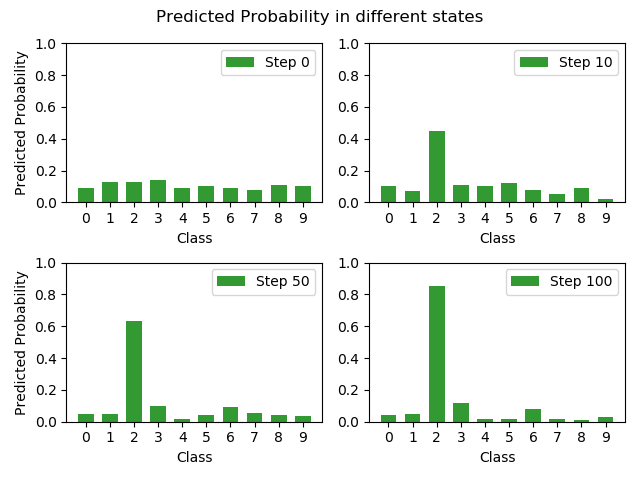 Predicted Probability in different states
Predicted Probability
1.0
0.8
0.6
0.4
0.2
0.0
Step 0
0 1 2 3 4 5 6 7 8 9
Class
1.0
0.8
0.6
0.4
0.2
0.0
Step 10
0 1 2 3 4 5 6 7 8 9
Class
Predicted Probability
1.0
0.8
0.6
0.4
0.2
0.0
Step 50
0 1 2 3 4 5 6 7 8 9
Class
1.0
0.8
0.6
0.4
0.2
0.0
Step 100
0 1 2 3 4 5 6 7 8 9
Class